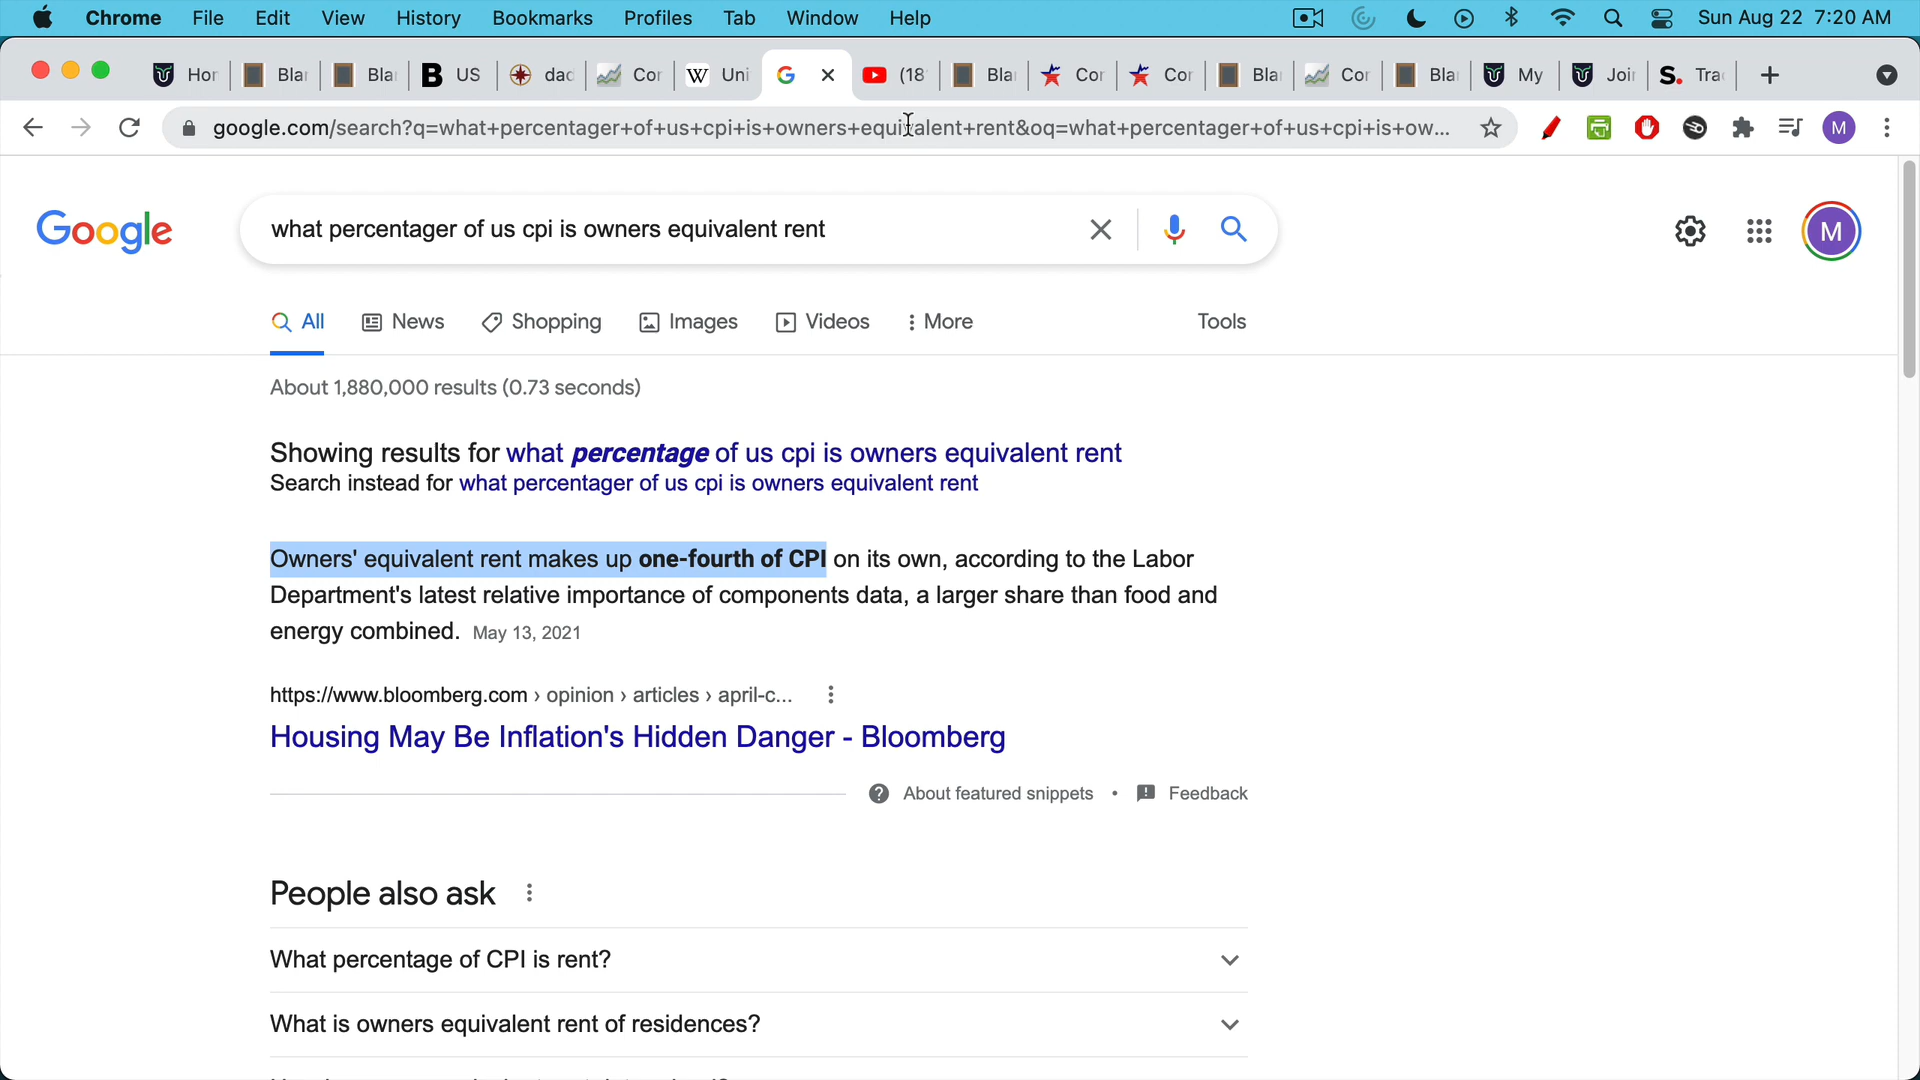 Chrome File Edit View History Bookmarks Profiles Tab Window Help Sun Aug 22 7:20 AM
Hor Blar Bla B US dad Cor W Uni G (18 Bla Cor Cor Bla Cor Bla My Joi S. Tra
google.com/search?q=what+percentager+of+us+cpi+is+owners+equivalent+rent&oq=what+percentager+of+us+cpi+is+ow... M
Google what percentager of us cpi is owners equivalent rent M
All News Shopping Images Videos More Tools
About 1,880,000 results (0.73 seconds)
Showing results for what percentage of us cpi is owners equivalent rent
Search instead for what percentager of us cpi is owners equivalent rent
Owners' equivalent rent makes up one-fourth of CPI on its own, according to the Labor
Department's latest relative importance of components data, a larger share than food and
energy combined. May 13, 2021
https://www.bloomberg.com › opinion › articles › april-c...
Housing May Be Inflation's Hidden Danger - Bloomberg
About featured snippets • Feedback
People also ask
What percentage of CPI is rent?
What is owners equivalent rent of residences?